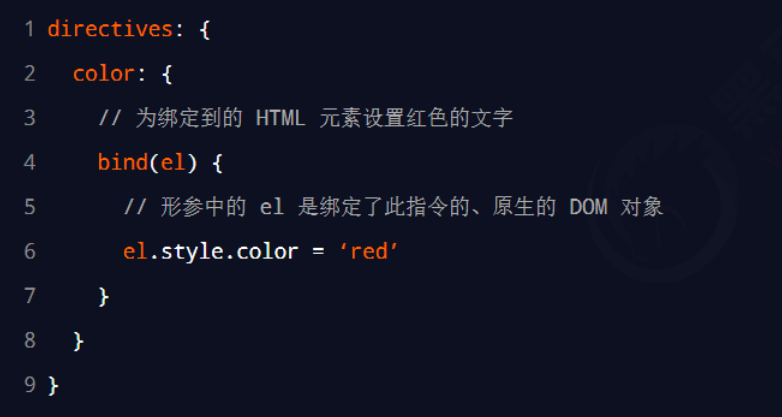 1 directives: {
2 color: {
3 // 为绑定到的 HTML 元素设置红色的文字
4 bind(el) {
5 // 形参中的 el 是绑定了此指令的、原生的 DOM 对象
6 el.style.color = ‘red’
7 }
8 }
9 }